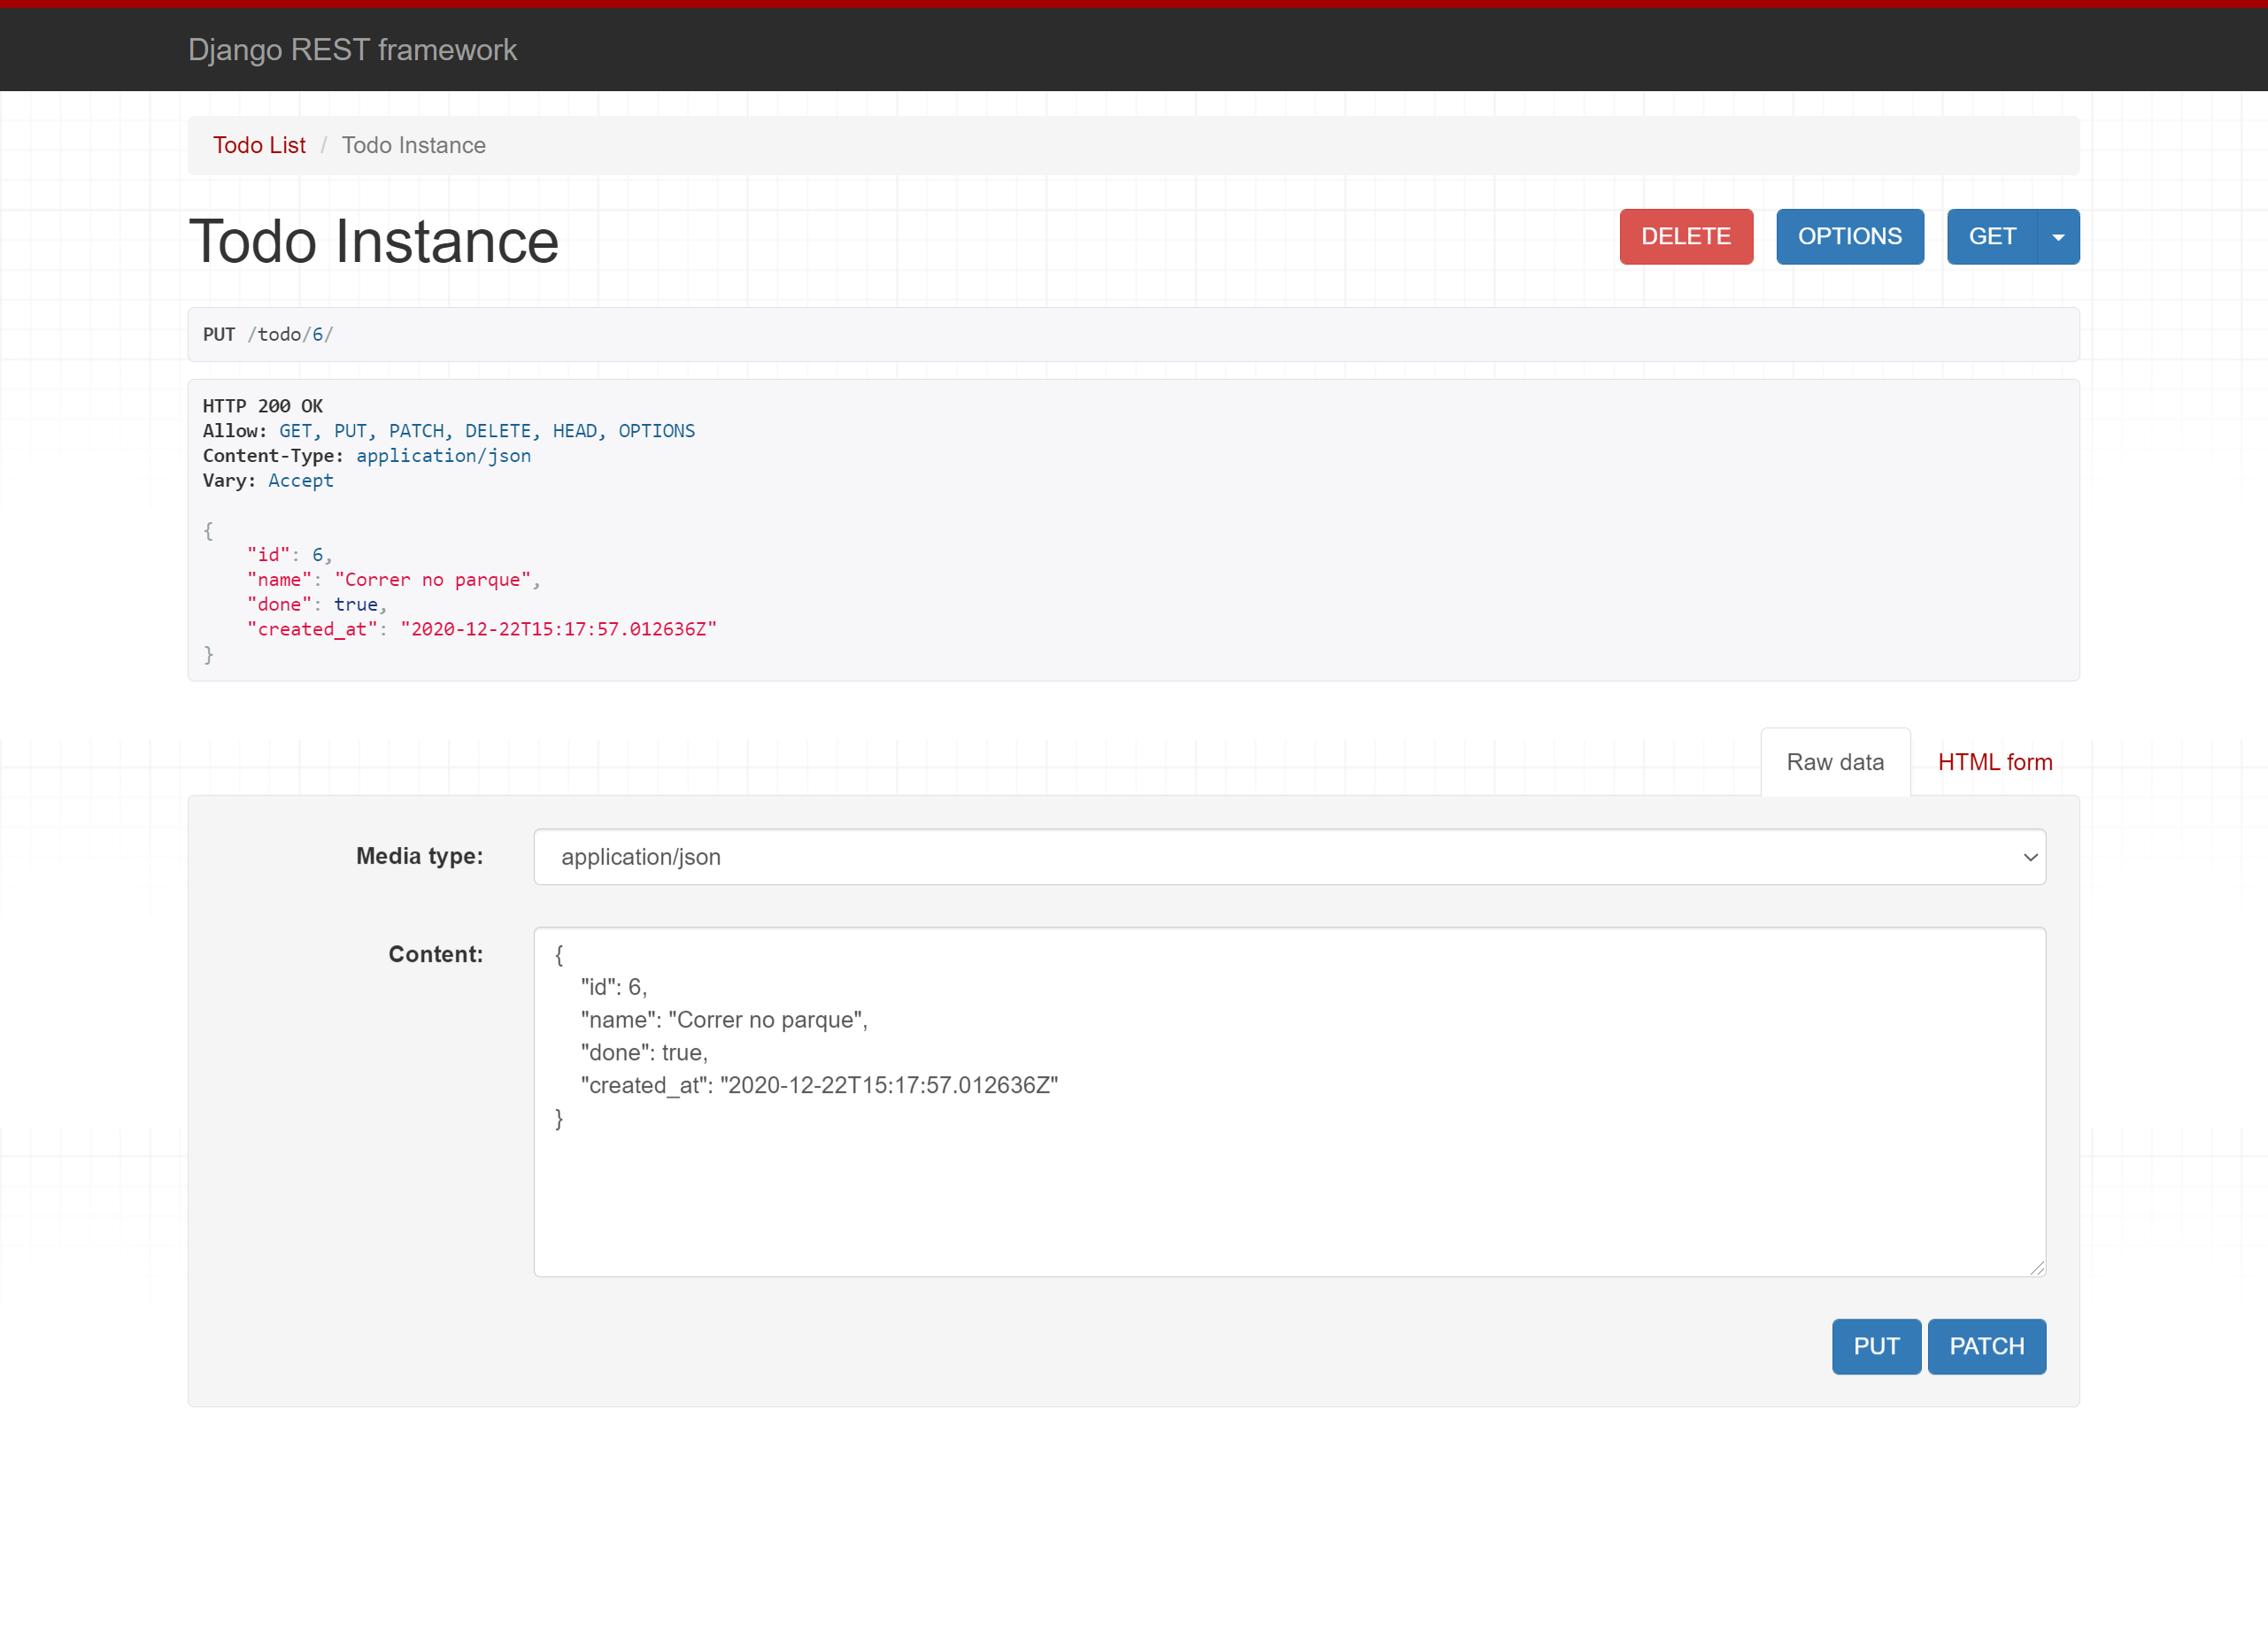 Django REST framework
Todo List / Todo Instance
Todo Instance
DELETE OPTIONS GET
PUT /todo/6/
HTTP 200 OK
Allow: GET, PUT, PATCH, DELETE, HEAD, OPTIONS
Content-Type: application/json
Vary: Accept
{
    "id": 6,
    "name": "Correr no parque",
    "done": true,
    "created_at": "2020-12-22T15:17:57.012636Z"
}
Raw data HTML form
Media type: application/json
Content: {
    "id": 6,
    "name": "Correr no parque",
    "done": true,
    "created_at": "2020-12-22T15:17:57.012636Z"
}
PUT PATCH